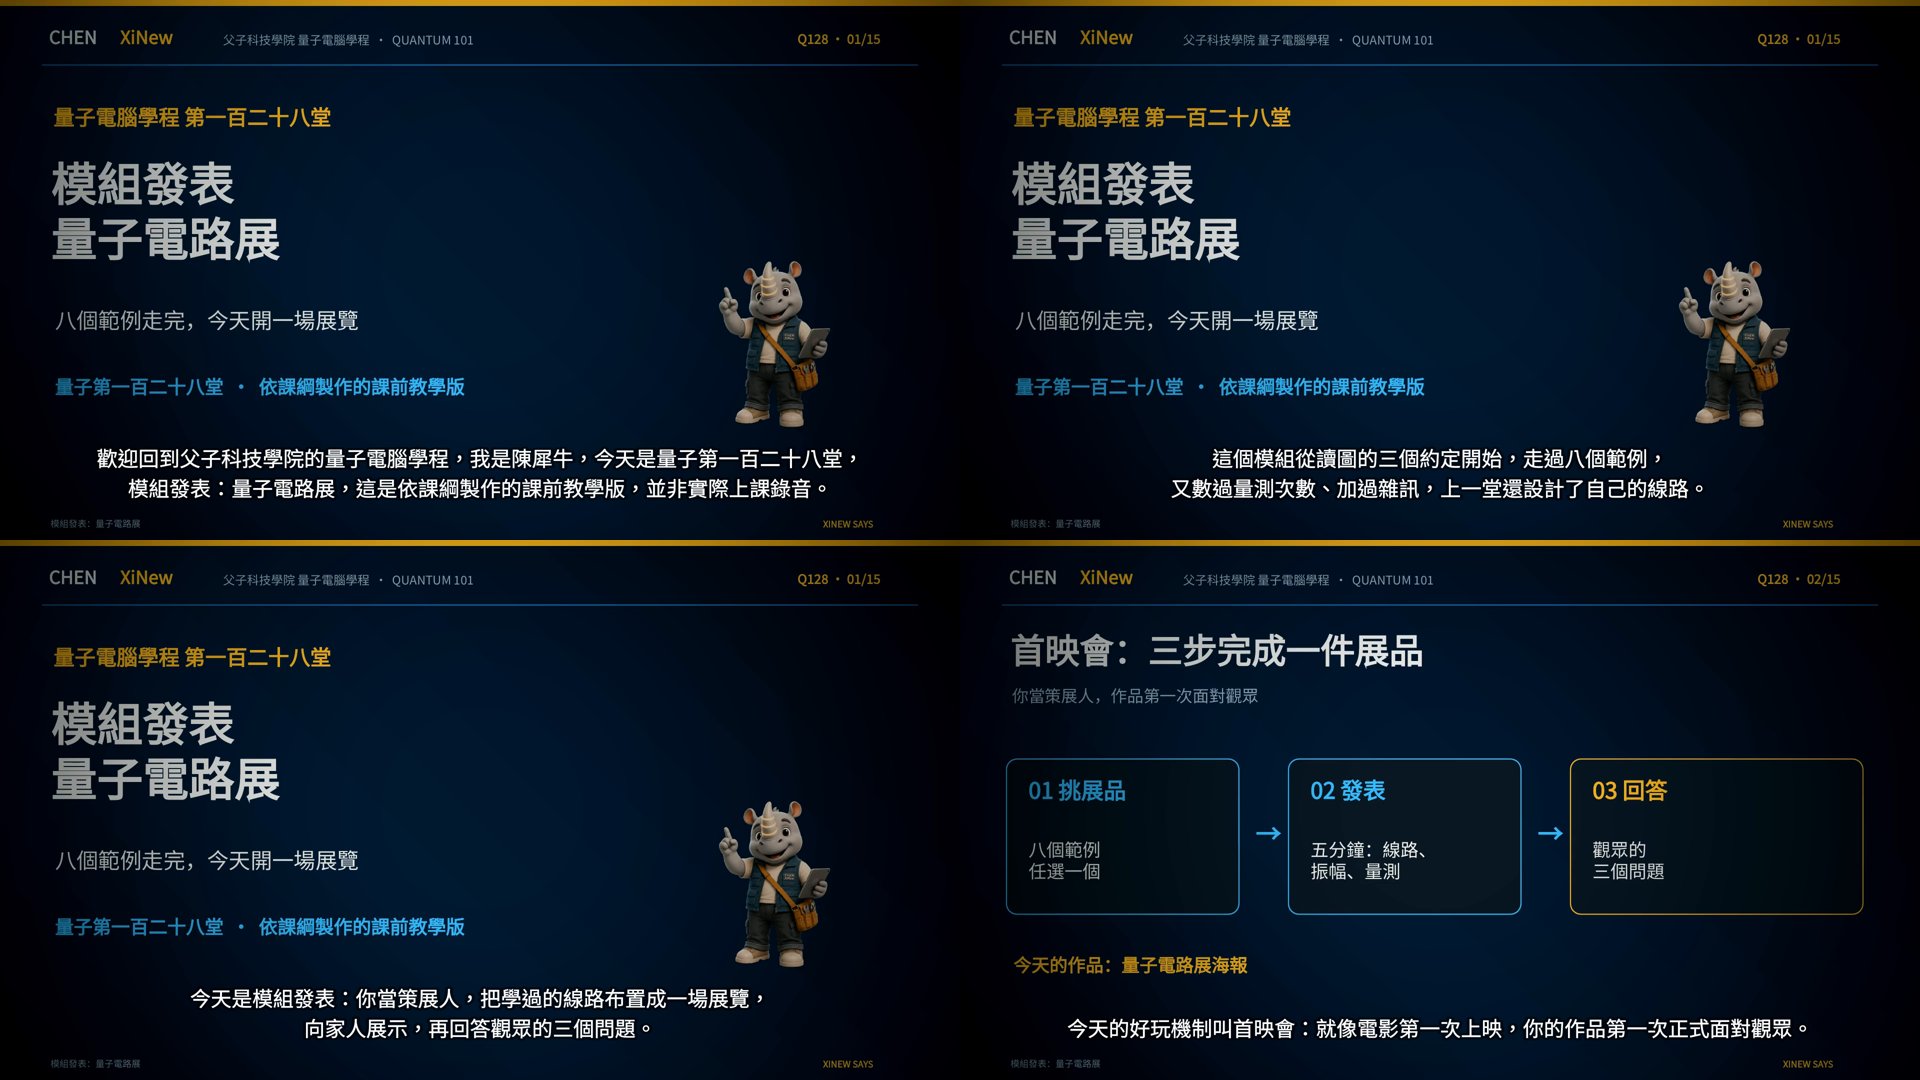 CHEN XiNew 父子科技學院 量子電腦學程 · QUANTUM 101 Q128 · 01/15
量子電腦學程 第一百二十八堂
模組發表
量子電路展
八個範例走完，今天開一場展覽
量子第一百二十八堂 · 依課綱製作的課前教學版
歡迎回到父子科技學院的量子電腦學程，我是陳犀牛，今天是量子第一百二十八堂，
模組發表：量子電路展，這是依課綱製作的課前教學版，並非實際上課錄音。
模組發表：量子電路展 XINEW SAYS
CHEN XiNew 父子科技學院 量子電腦學程 · QUANTUM 101 Q128 · 01/15
量子電腦學程 第一百二十八堂
模組發表
量子電路展
八個範例走完，今天開一場展覽
量子第一百二十八堂 · 依課綱製作的課前教學版
這個模組從讀圖的三個約定開始，走過八個範例，
又數過量測次數、加過雜訊，上一堂還設計了自己的線路。
模組發表：量子電路展 XINEW SAYS
CHEN XiNew 父子科技學院 量子電腦學程 · QUANTUM 101 Q128 · 01/15
量子電腦學程 第一百二十八堂
模組發表
量子電路展
八個範例走完，今天開一場展覽
量子第一百二十八堂 · 依課綱製作的課前教學版
今天是模組發表：你當策展人，把學過的線路布置成一場展覽，
向家人展示，再回答觀眾的三個問題。
模組發表：量子電路展 XINEW SAYS
CHEN XiNew 父子科技學院 量子電腦學程 · QUANTUM 101 Q128 · 02/15
首映會：三步完成一件展品
你當策展人，作品第一次面對觀眾
01 挑展品
八個範例
任選一個
→
02 發表
五分鐘：線路、
振幅、量測
→
03 回答
觀眾的
三個問題
今天的作品：量子電路展海報
今天的好玩機制叫首映會：就像電影第一次上映，你的作品第一次正式面對觀眾。
模組發表：量子電路展 XINEW SAYS